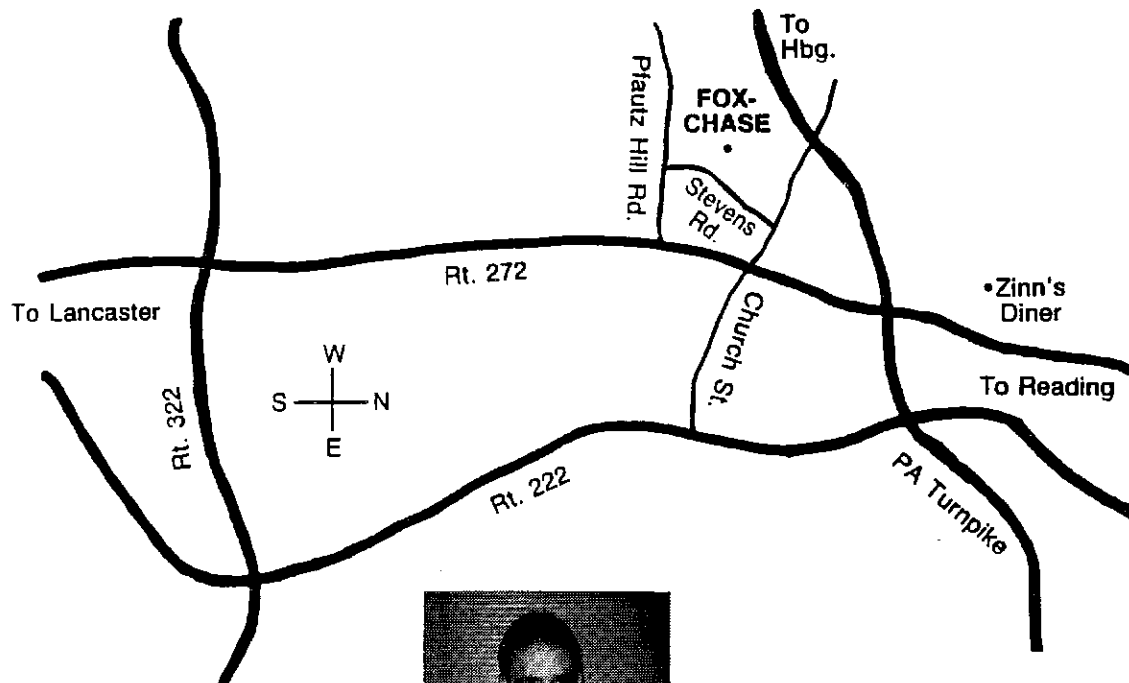 To
Hbg.
Pfautz Hill Rd.
FOX-
CHASE
Stevens
Rd.
Rt. 272
To Lancaster
Zinn's
Diner
Church St.
W
S N
E
To Reading
Rt. 322
Rt. 222
PA Turnpike